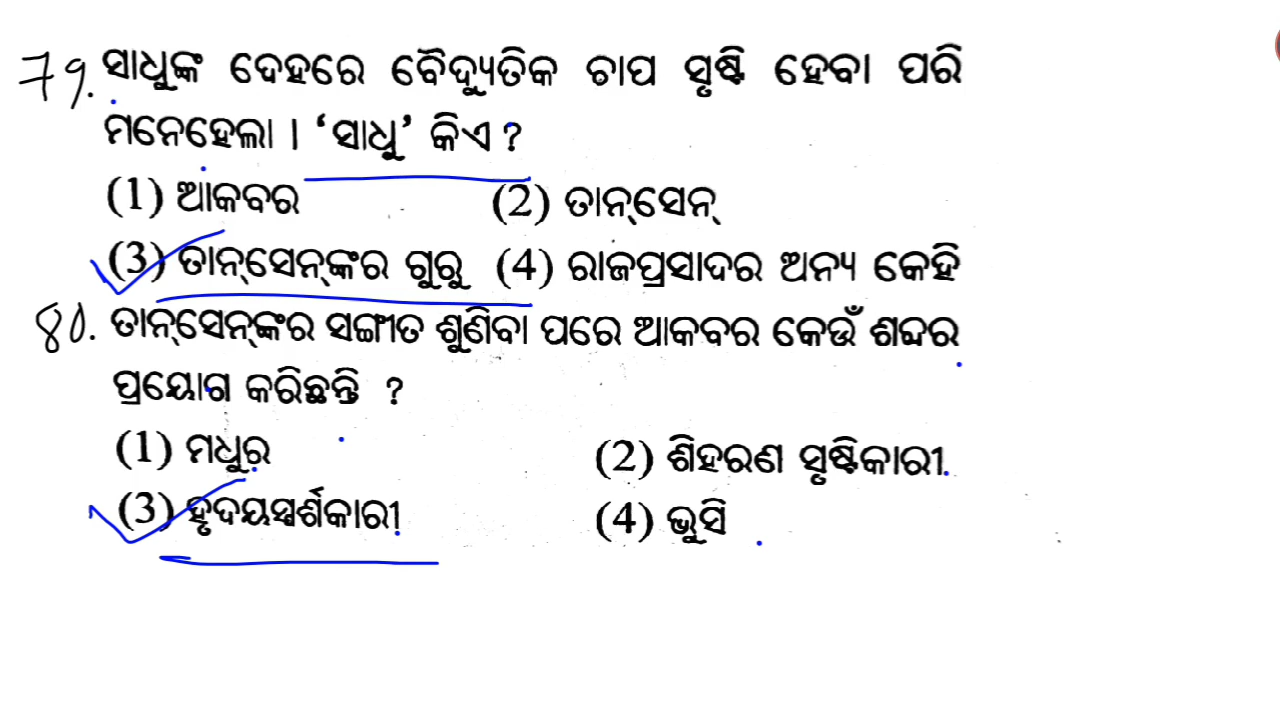 79. ସାଧୁଙ୍କ ଦେହରେ ବୈଦ୍ୟୁତିକ ଚାପ ସୃଷ୍ଟି ହେବା ପରି
ମନେହେଲା । ‘ସାଧୁ’ କିଏ ?
(1) ଆକବର (2) ତାନ୍‌ସେନ୍
(3) ତାନ୍‌ସେନ୍‌ଙ୍କର ଗୁରୁ (4) ରାଜପ୍ରସାଦର ଅନ୍ୟ କେହି
80. ତାନ୍‌ସେନ୍‌ଙ୍କର ସଙ୍ଗୀତ ଶୁଣିବା ପରେ ଆକବର କେଉଁ ଶବ୍ଦର
ପ୍ରୟୋଗ କରିଛନ୍ତି ?
(1) ମଧୁର (2) ଶିହରଣ ସୃଷ୍ଟିକାରୀ
(3) ହୃଦୟସ୍ପର୍ଶକାରୀ (4) ଭୁସି